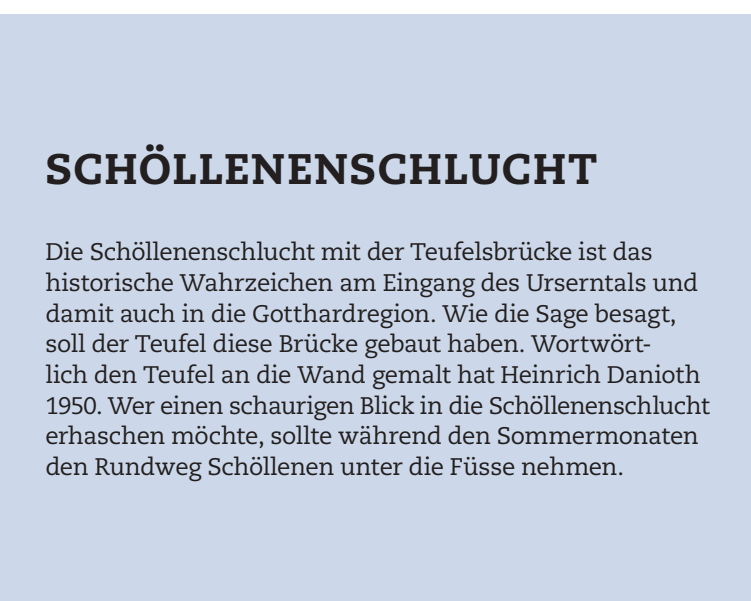 SCHÖLLENENSCHLUCHT
Die Schöllenenschlucht mit der Teufelsbrücke ist das
historische Wahrzeichen am Eingang des Urserntals und
damit auch in die Gotthardregion. Wie die Sage besagt,
soll der Teufel diese Brücke gebaut haben. Wortwört-
lich den Teufel an die Wand gemalt hat Heinrich Danioth
1950. Wer einen schaurigen Blick in die Schöllenenschlucht
erhaschen möchte, sollte während den Sommermonaten
den Rundweg Schöllenen unter die Füsse nehmen.